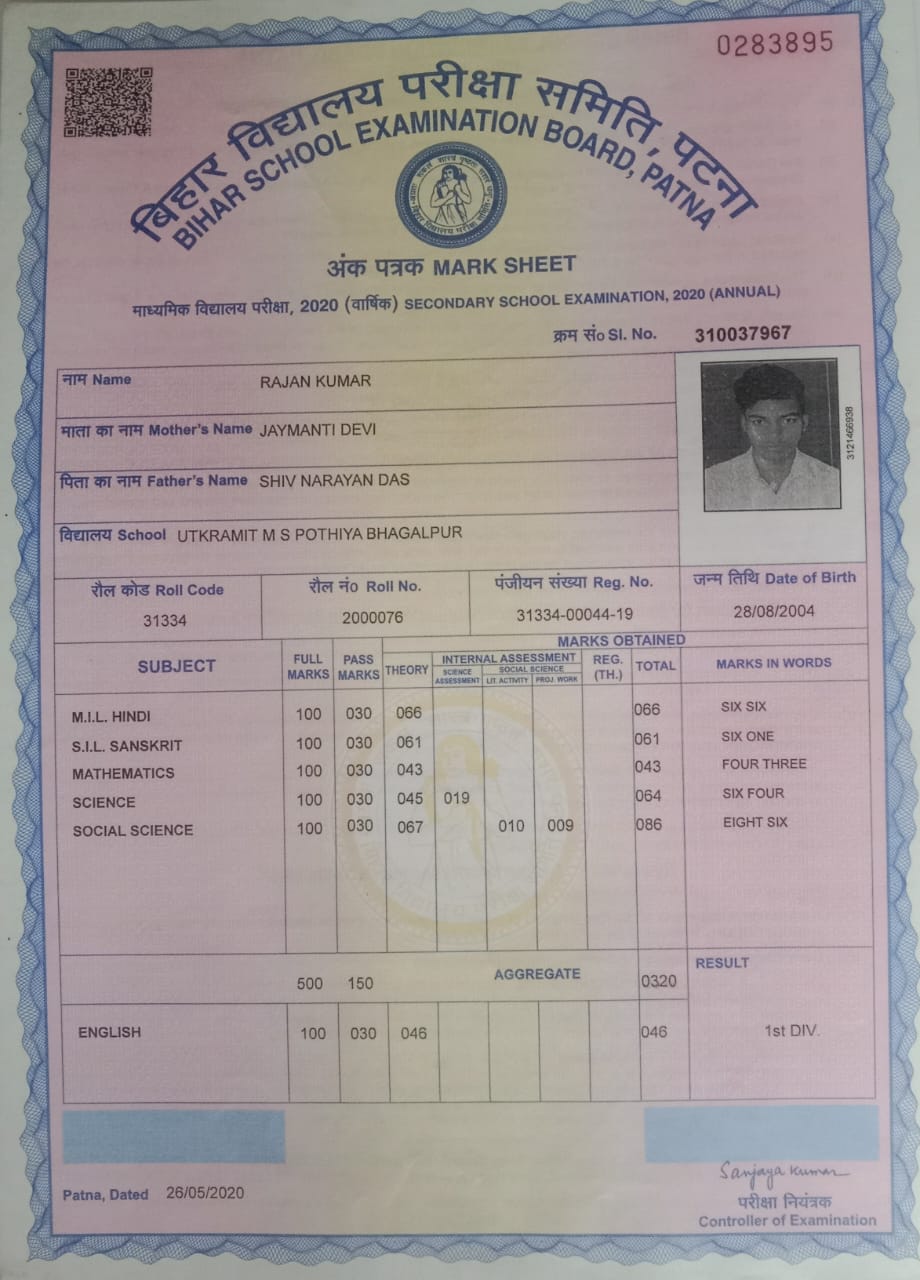 0283895
बिहार विद्यालय परीक्षा समिति, पटना
BIHAR SCHOOL EXAMINATION BOARD, PATNA
अंक पत्रक MARK SHEET
माध्यमिक विद्यालय परीक्षा, 2020 (वार्षिक) SECONDARY SCHOOL EXAMINATION, 2020 (ANNUAL)
क्रम सं० Sl. No. 310037967
नाम Name RAJAN KUMAR
माता का नाम Mother's Name JAYMANTI DEVI
पिता का नाम Father's Name SHIV NARAYAN DAS
विद्यालय School UTKRAMIT M S POTHIYA BHAGALPUR
3121466938
रौल कोड Roll Code रौल नं० Roll No. पंजीयन संख्या Reg. No. जन्म तिथि Date of Birth
31334 2000076 31334-00044-19 28/08/2004
MARKS OBTAINED
SUBJECT FULL MARKS PASS MARKS THEORY INTERNAL ASSESSMENT REG. (TH.) TOTAL MARKS IN WORDS
SCIENCE ASSESSMENT SOCIAL SCIENCE LIT. ACTIVITY PROJ. WORK
M.I.L. HINDI 100 030 066 066 SIX SIX
S.I.L. SANSKRIT 100 030 061 061 SIX ONE
MATHEMATICS 100 030 043 043 FOUR THREE
SCIENCE 100 030 045 019 064 SIX FOUR
SOCIAL SCIENCE 100 030 067 010 009 086 EIGHT SIX
500 150 AGGREGATE 0320 RESULT
ENGLISH 100 030 046 046 1st DIV.
Patna, Dated 26/05/2020
Sanjaya Kumar
परीक्षा नियंत्रक
Controller of Examination